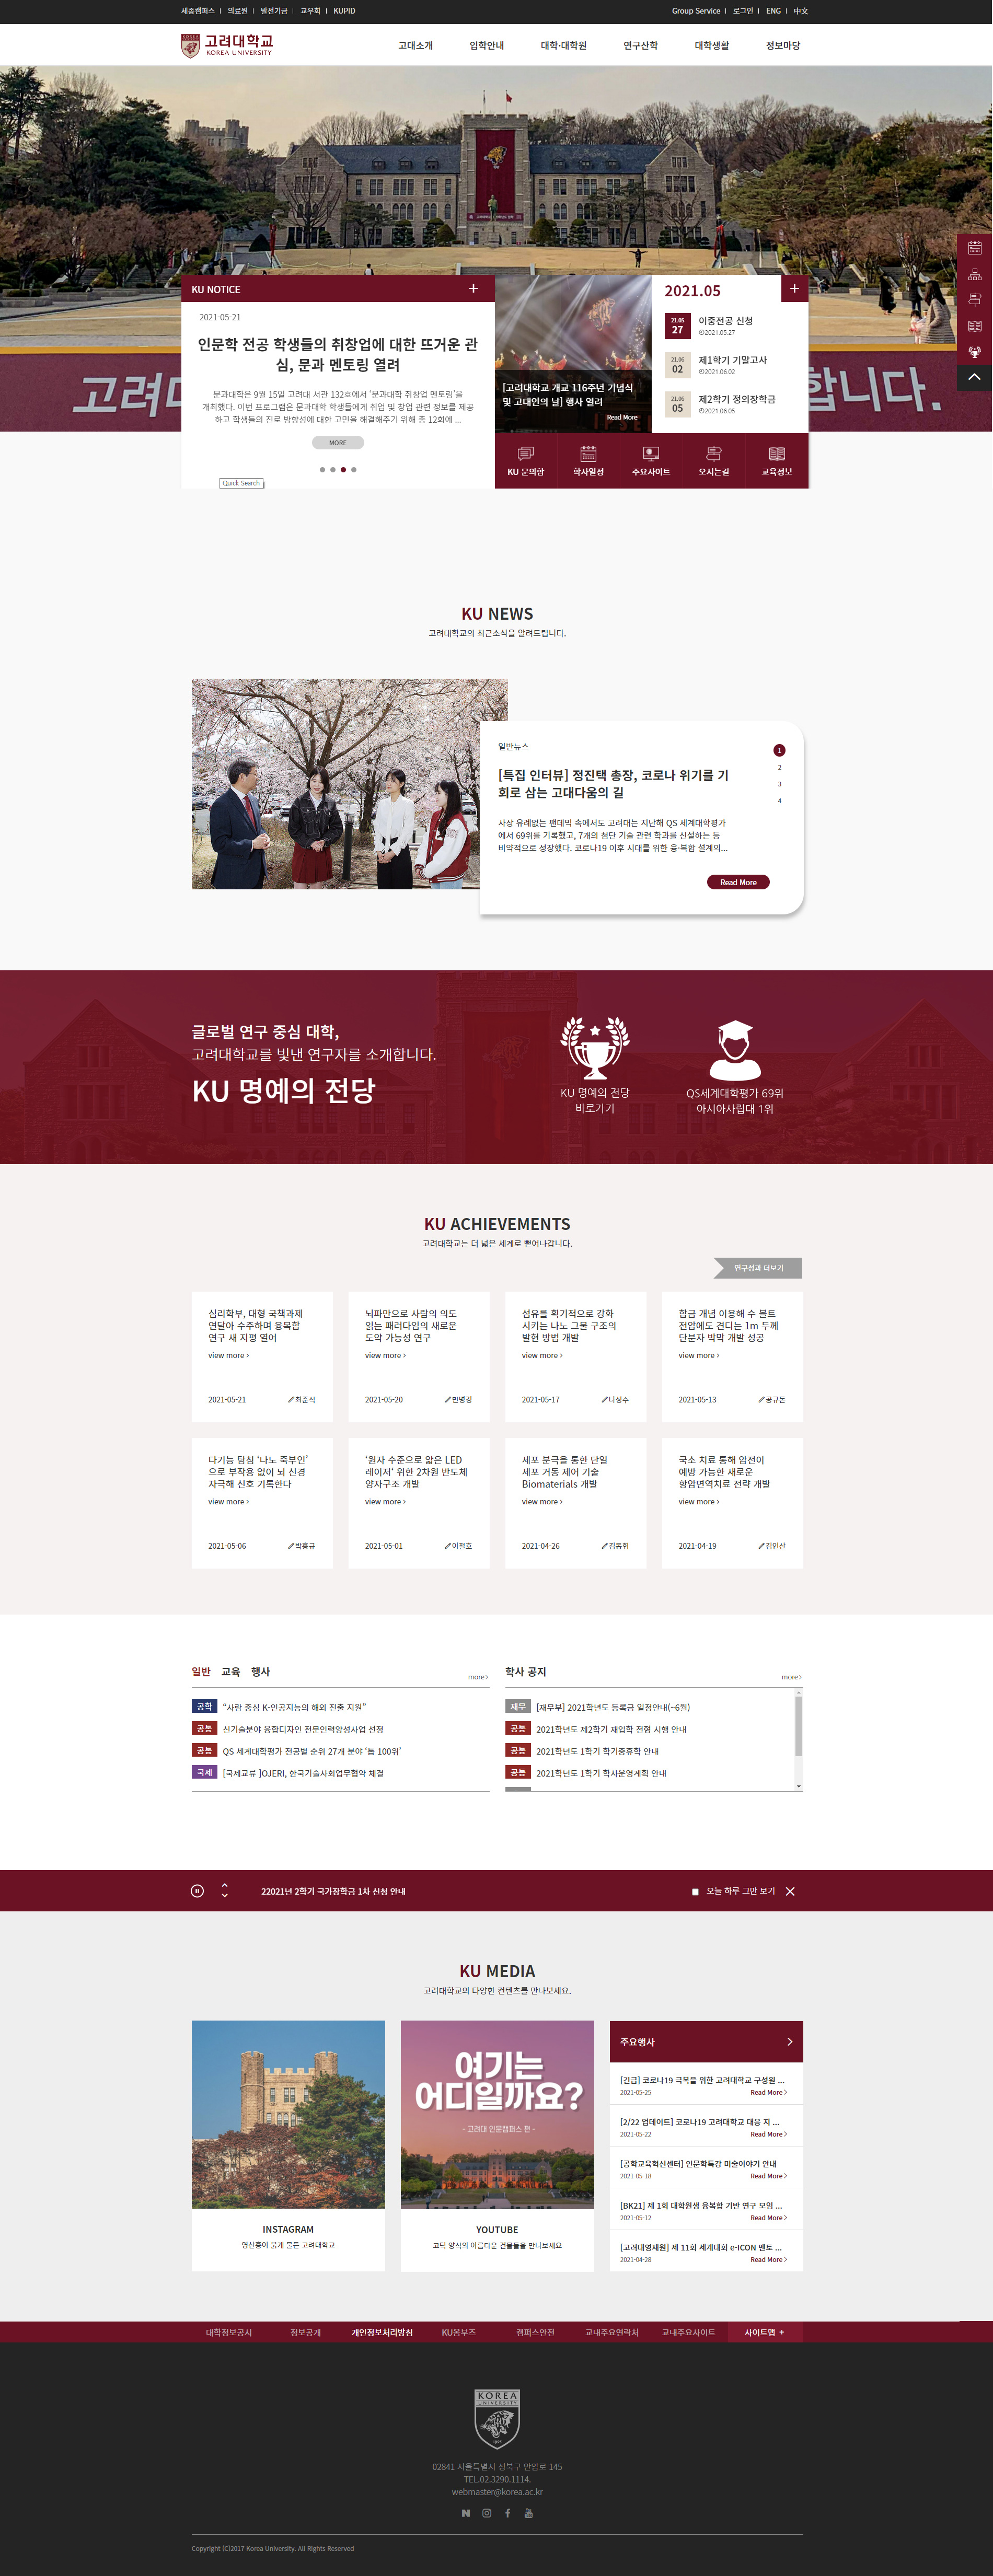 세종캠퍼스 | 의료원 | 발전기금 | 교우회 | KUPID
Group Service | 로그인 | ENG | 中文
고려대학교
KOREA UNIVERSITY
고대소개 입학안내 대학·대학원 연구산학 대학생활 정보마당
고려대
합니다.
KU NOTICE
2021-05-21
인문학 전공 학생들의 취창업에 대한 뜨거운 관
심, 문과 멘토링 열려
문과대학은 9월 15일 고려대 서관 132호에서 '문과대학 취창업 멘토링'을
개최했다. 이번 프로그램은 문과대학 학생들에게 취업 및 창업 관련 정보를 제공
하고 학생들의 진로 방향성에 대한 고민을 해결해주기 위해 총 12회에 ...
MORE
Quick Search
[고려대학교 개교 116주년 기념식
및 고대인의 날] 행사 열려
Read More
2021.05
21.05
27
이중전공 신청
2021.05.27
21.06
02
제1학기 기말고사
2021.06.02
21.06
05
제2학기 정의장학금
2021.06.05
KU 문의함 학사일정 주요사이트 오시는길 교육정보
KU NEWS
고려대학교의 최근소식을 알려드립니다.
일반뉴스
[특집 인터뷰] 정진택 총장, 코로나 위기를 기
회로 삼는 고대다움의 길
사상 유례없는 팬데믹 속에서도 고려대는 지난해 QS 세계대학평가
에서 69위를 기록했고, 7개의 첨단 기술 관련 학과를 신설하는 등
비약적으로 성장했다. 코로나19 이후 시대를 위한 융·복합 설계의...
Read More
1
2
3
4
글로벌 연구 중심 대학,
고려대학교를 빛낸 연구자를 소개합니다.
KU 명예의 전당
KU 명예의 전당
바로가기
QS세계대학평가 69위
아시아사립대 1위
KU ACHIEVEMENTS
고려대학교는 더 넓은 세계로 뻗어나갑니다.
연구성과 더보기
심리학부, 대형 국책과제
연달아 수주하며 융복합
연구 새 지평 열어
view more >
2021-05-21 최준식
뇌파만으로 사람의 의도
읽는 패러다임의 새로운
도약 가능성 연구
view more >
2021-05-20 민병경
섬유를 획기적으로 강화
시키는 나노 그물 구조의
발현 방법 개발
view more >
2021-05-17 나성수
합금 개념 이용해 수 볼트
전압에도 견디는 1m 두께
단분자 박막 개발 성공
view more >
2021-05-13 공규돈
다기능 탐침 '나노 죽부인'
으로 부작용 없이 뇌 신경
자극해 신호 기록한다
view more >
2021-05-06 박홍규
'원자 수준으로 얇은 LED
레이저' 위한 2차원 반도체
양자구조 개발
view more >
2021-05-01 이철호
세포 분극을 통한 단일
세포 거동 제어 기술
Biomaterials 개발
view more >
2021-04-26 김동휘
국소 치료 통해 암전이
예방 가능한 새로운
항암면역치료 전략 개발
view more >
2021-04-19 김인산
일반 교육 행사
more >
공학 "사람 중심 K-인공지능의 해외 진출 지원"
공통 신기술분야 융합디자인 전문인력양성사업 선정
공통 QS 세계대학평가 전공별 순위 27개 분야 '톱 100위'
국제 [국제교류 ]OJERI, 한국기술사회업무협약 체결
학사 공지
more >
재무 [재무부] 2021학년도 등록금 일정안내(~6월)
공통 2021학년도 제2학기 재입학 전형 시행 안내
공통 2021학년도 1학기 학기중휴학 안내
공통 2021학년도 1학기 학사운영계획 안내
22021년 2학기 국가장학금 1차 신청 안내
오늘 하루 그만 보기
KU MEDIA
고려대학교의 다양한 컨텐츠를 만나보세요.
INSTAGRAM
영산홍이 붉게 물든 고려대학교
여기는
어디일까요?
- 고려대 인문캠퍼스 편 -
YOUTUBE
고딕 양식의 아름다운 건물들을 만나보세요
주요행사
[긴급] 코로나19 극복을 위한 고려대학교 구성원 ...
2021-05-25 Read More >
[2/22 업데이트] 코로나19 고려대학교 대응 지 ...
2021-05-22 Read More >
[공학교육혁신센터] 인문학특강 미술이야기 안내
2021-05-18 Read More >
[BK21] 제 1회 대학원생 융복합 기반 연구 모임 ...
2021-05-12 Read More >
[고려대영재원] 제 11회 세계대회 e-ICON 멘토 ...
2021-04-28 Read More >
대학정보공시 정보공개 개인정보처리방침 KU옴부즈 캠퍼스안전 교내주요연락처 교내주요사이트 사이트맵 +
KOREA
UNIVERSITY
02841 서울특별시 성북구 안암로 145
TEL.02.3290.1114.
webmaster@korea.ac.kr
Copyright (C)2017 Korea University. All Rights Reserved